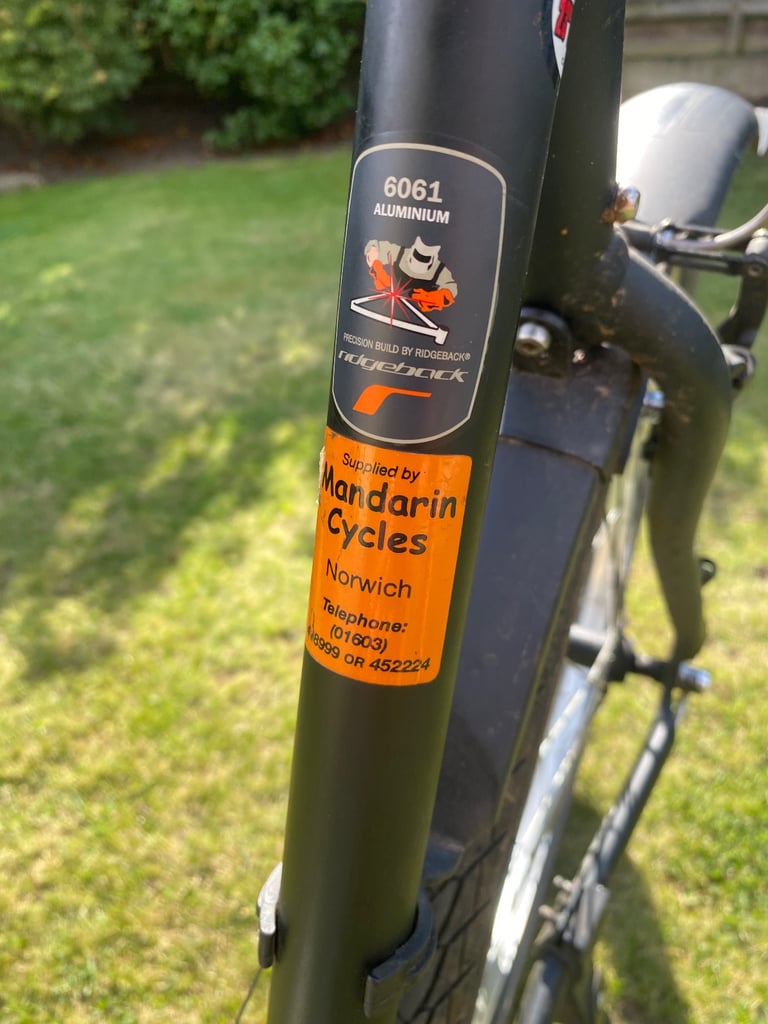 6061
ALUMINIUM
PRECISION BUILD BY RIDGEBACK®
ridgeback
Supplied by
Mandarin
Cycles
Norwich
Telephone:
(01603)
OR 452224